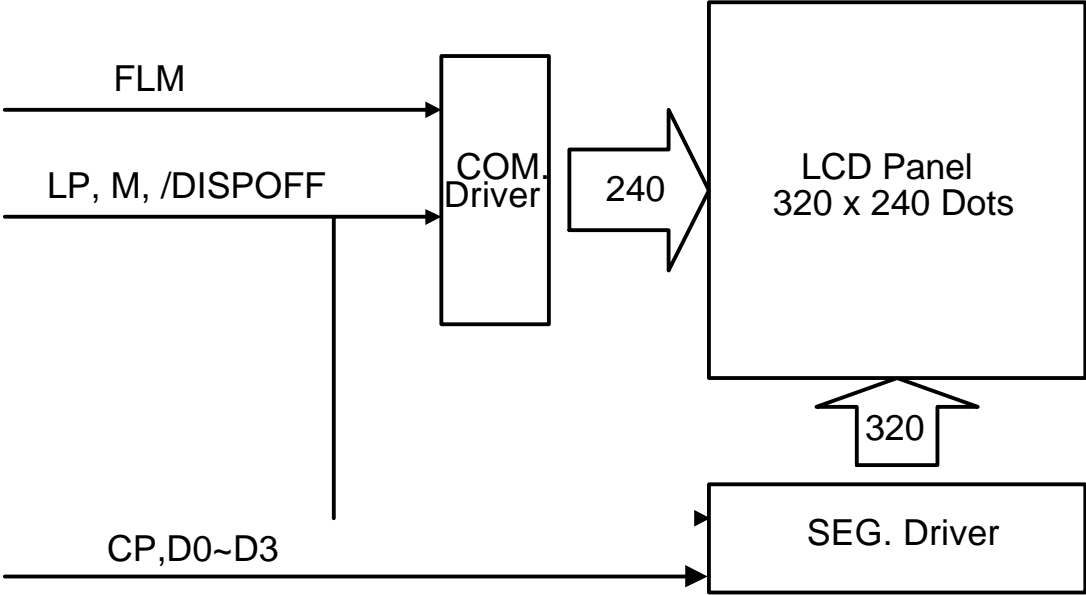 FLM
LP, M, /DISPOFF
COM.
Driver
240
LCD Panel
320 x 240 Dots
320
CP,D0~D3
SEG. Driver